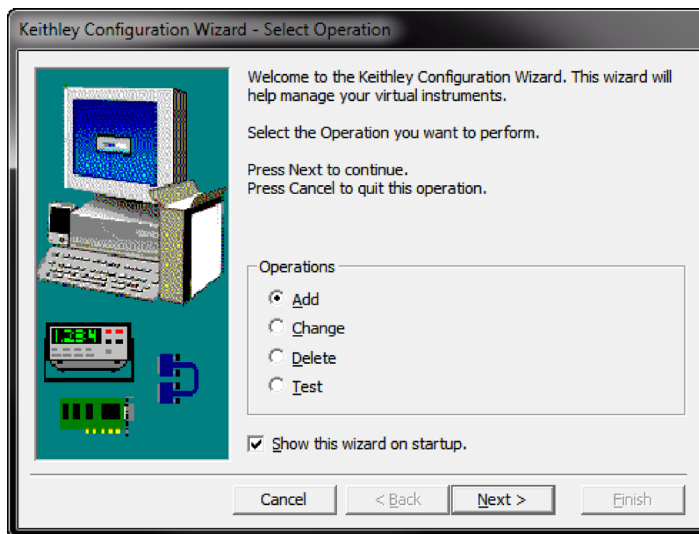 Keithley Configuration Wizard - Select Operation
Welcome to the Keithley Configuration Wizard. This wizard will
help manage your virtual instruments.
Select the Operation you want to perform.
Press Next to continue.
Press Cancel to quit this operation.
Operations
Add
Change
Delete
Test
Show this wizard on startup.
Cancel
< Back
Next >
Finish